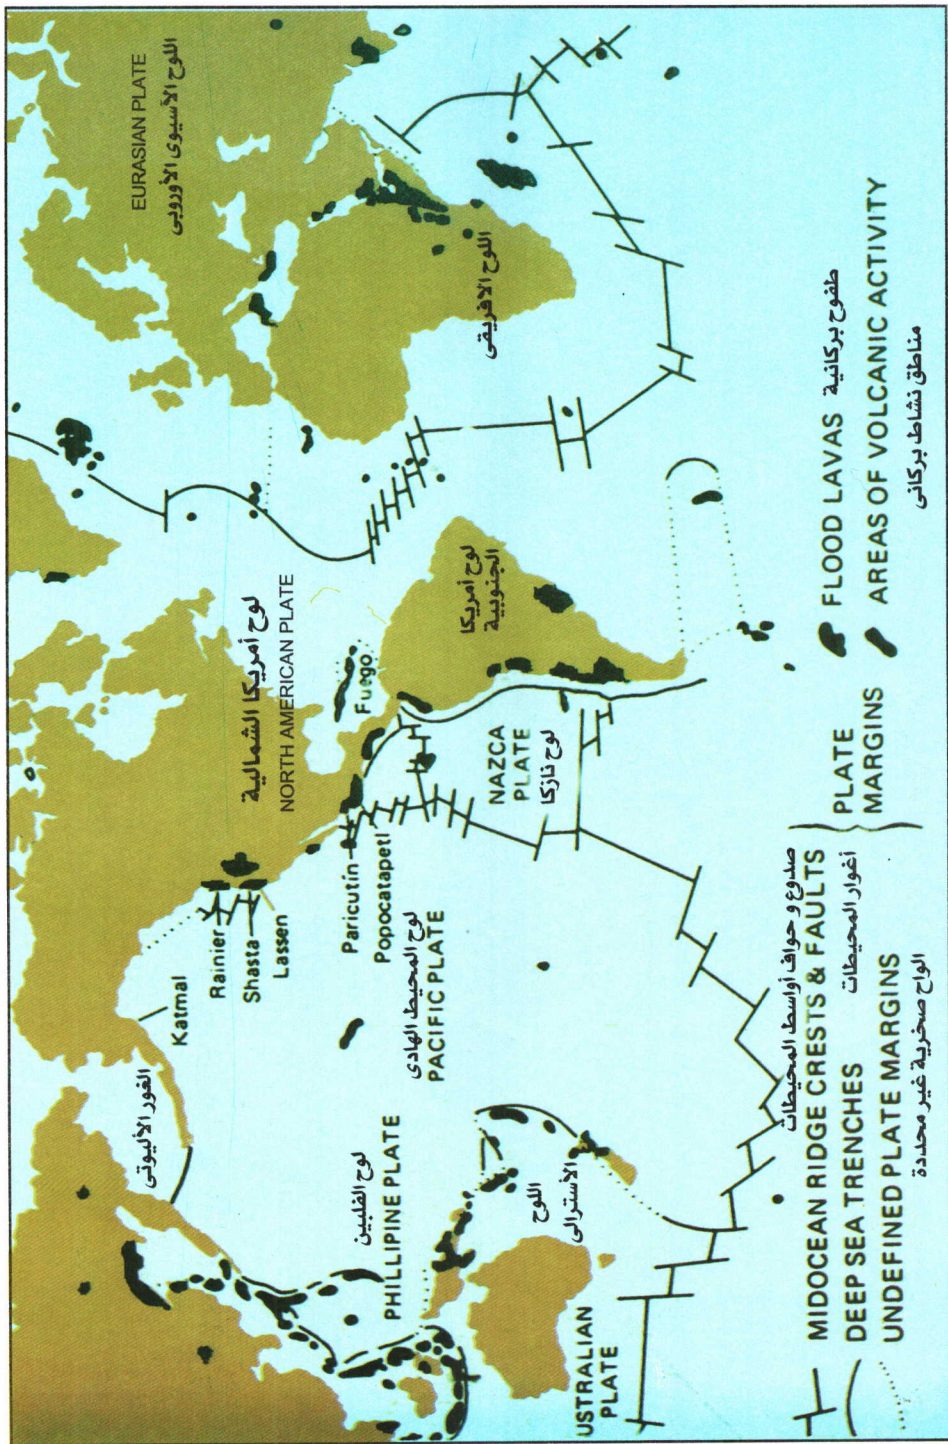 EURASIAN PLATE
اللوح الآسيوى الأوروبى
اللوح الافريقى
لوح أمريكا الشمالية
NORTH AMERICAN PLATE
لوح أمريكا
الجنوبية
Fuego
NAZCA
PLATE
لوح نازكا
Paricutin
Popocatapetl
Rainier
Shasta
Lassen
Katmal
لوح المحيط الهادى
PACIFIC PLATE
الغور الأليوتى
لوح الفلبين
PHILLIPINE PLATE
اللوح
الأسترالى
USTRALIAN
PLATE
صدوع و حواف أواسط المحيطات
MIDOCEAN RIDGE CRESTS & FAULTS
DEEP SEA TRENCHES
أغوار المحيطات
UNDEFINED PLATE MARGINS
الواح صخرية غير محددة
PLATE
MARGINS
FLOOD LAVAS طفوح بركانية
AREAS OF VOLCANIC ACTIVITY
مناطق نشاط بركانى